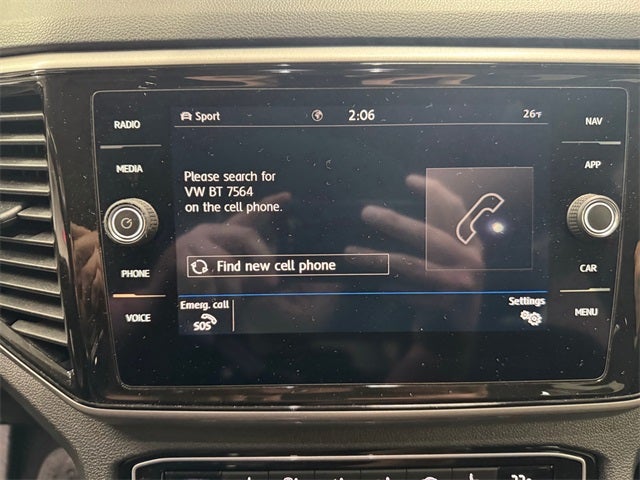 RADIO
MEDIA
PHONE
VOICE
Sport 2:06 26°F
Please search for
VW BT 7564
on the cell phone.
Find new cell phone
Emerg. call
SOS
Settings
NAV
APP
CAR
MENU